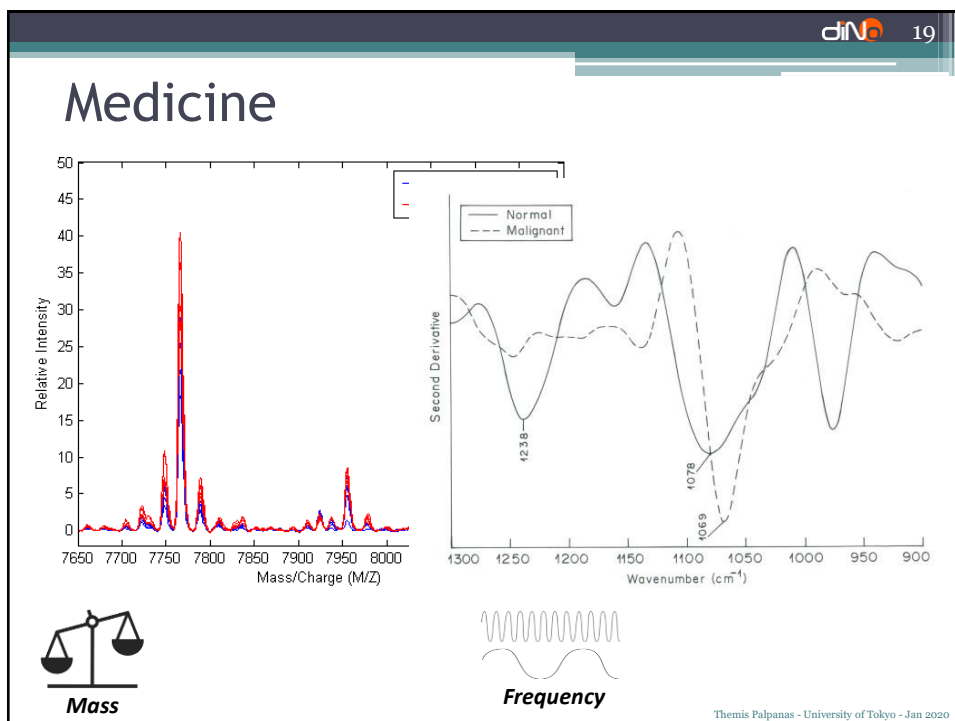 diNo 19
Medicine
50
45
40
35
30
25
20
15
10
5
0
Relative Intensity
7650 7700 7750 7800 7850 7900 7950 8000
Mass/Charge (M/Z)
Normal
Malignant
Second Derivative
1238
1078
1069
1300 1250 1200 1150 1100 1050 1000 950 900
Wavenumber (cm⁻¹)
Mass
Frequency
Themis Palpanas - University of Tokyo - Jan 2020